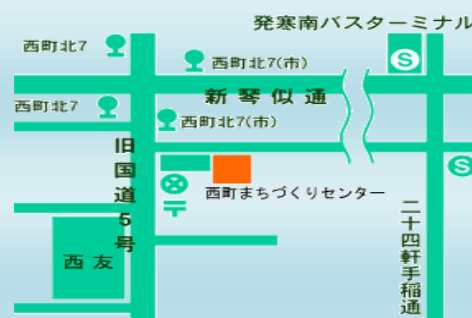 発寒南バスターミナル
西町北7
西町北7(市)
S
新琴似通
西町北7
西町北7(市)
旧国道5号
S
西町まちづくりセンター
〒
二十四軒手稲通
西友